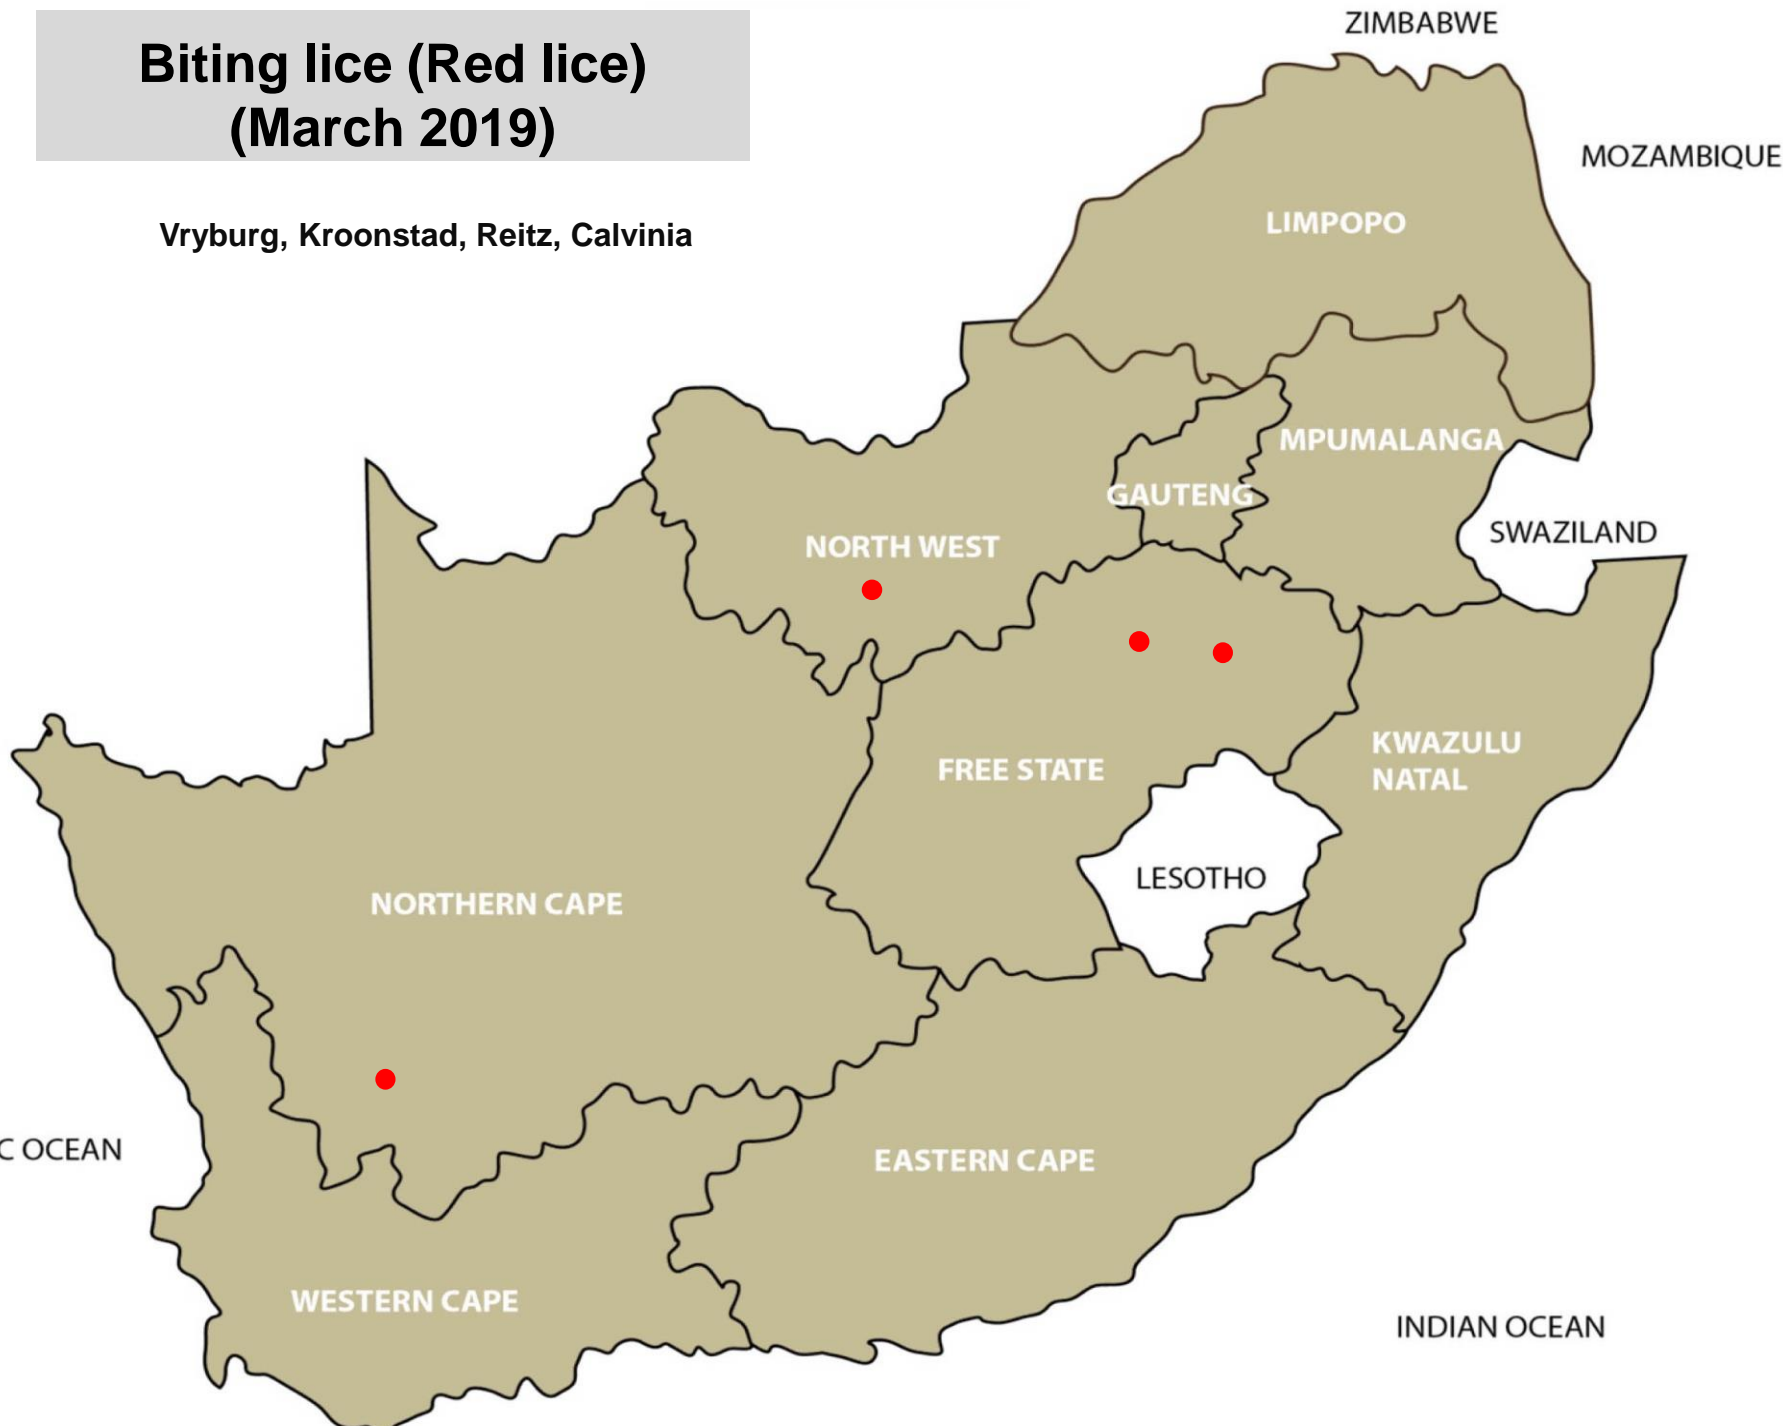 Biting lice (Red lice)
(March 2019)
Vryburg, Kroonstad, Reitz, Calvinia
ZIMBABWE
MOZAMBIQUE
LIMPOPO
MPUMALANGA
GAUTENG
SWAZILAND
NORTH WEST
KWAZULU
NATAL
FREE STATE
LESOTHO
NORTHERN CAPE
C OCEAN
EASTERN CAPE
WESTERN CAPE
INDIAN OCEAN